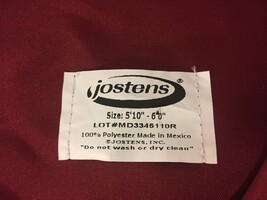 jostens®
Size: 5'10" - 6'0"
LOT#MD3346110R
100% Polyester Made in Mexico
©JOSTENS, INC.
"Do not wash or dry clean"